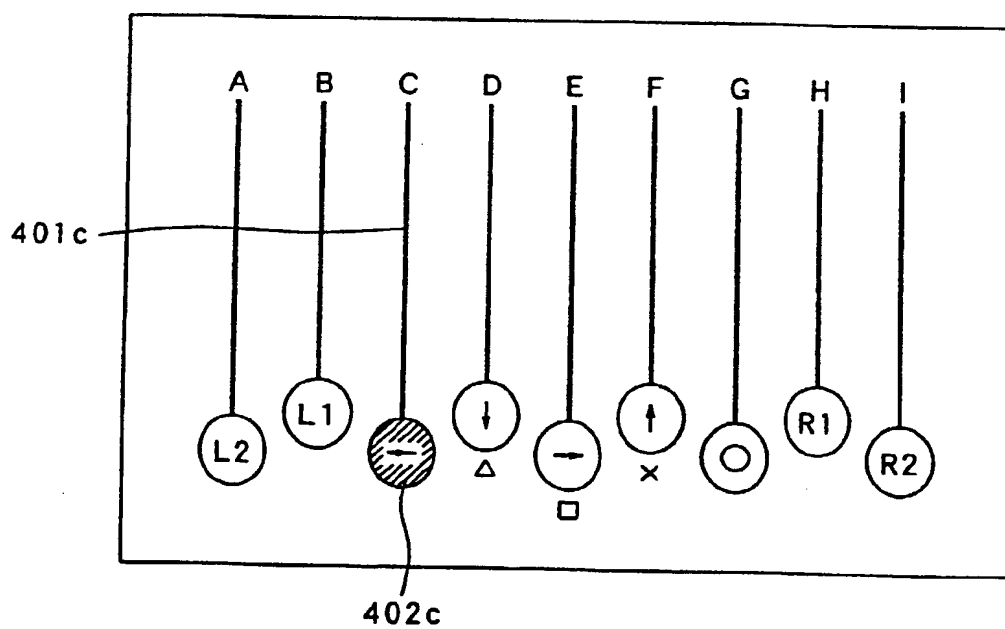 A B C D E F G H I
401c
L2 L1 ← ↓ → ↑ ○ R1 R2
△ □ ×
402c